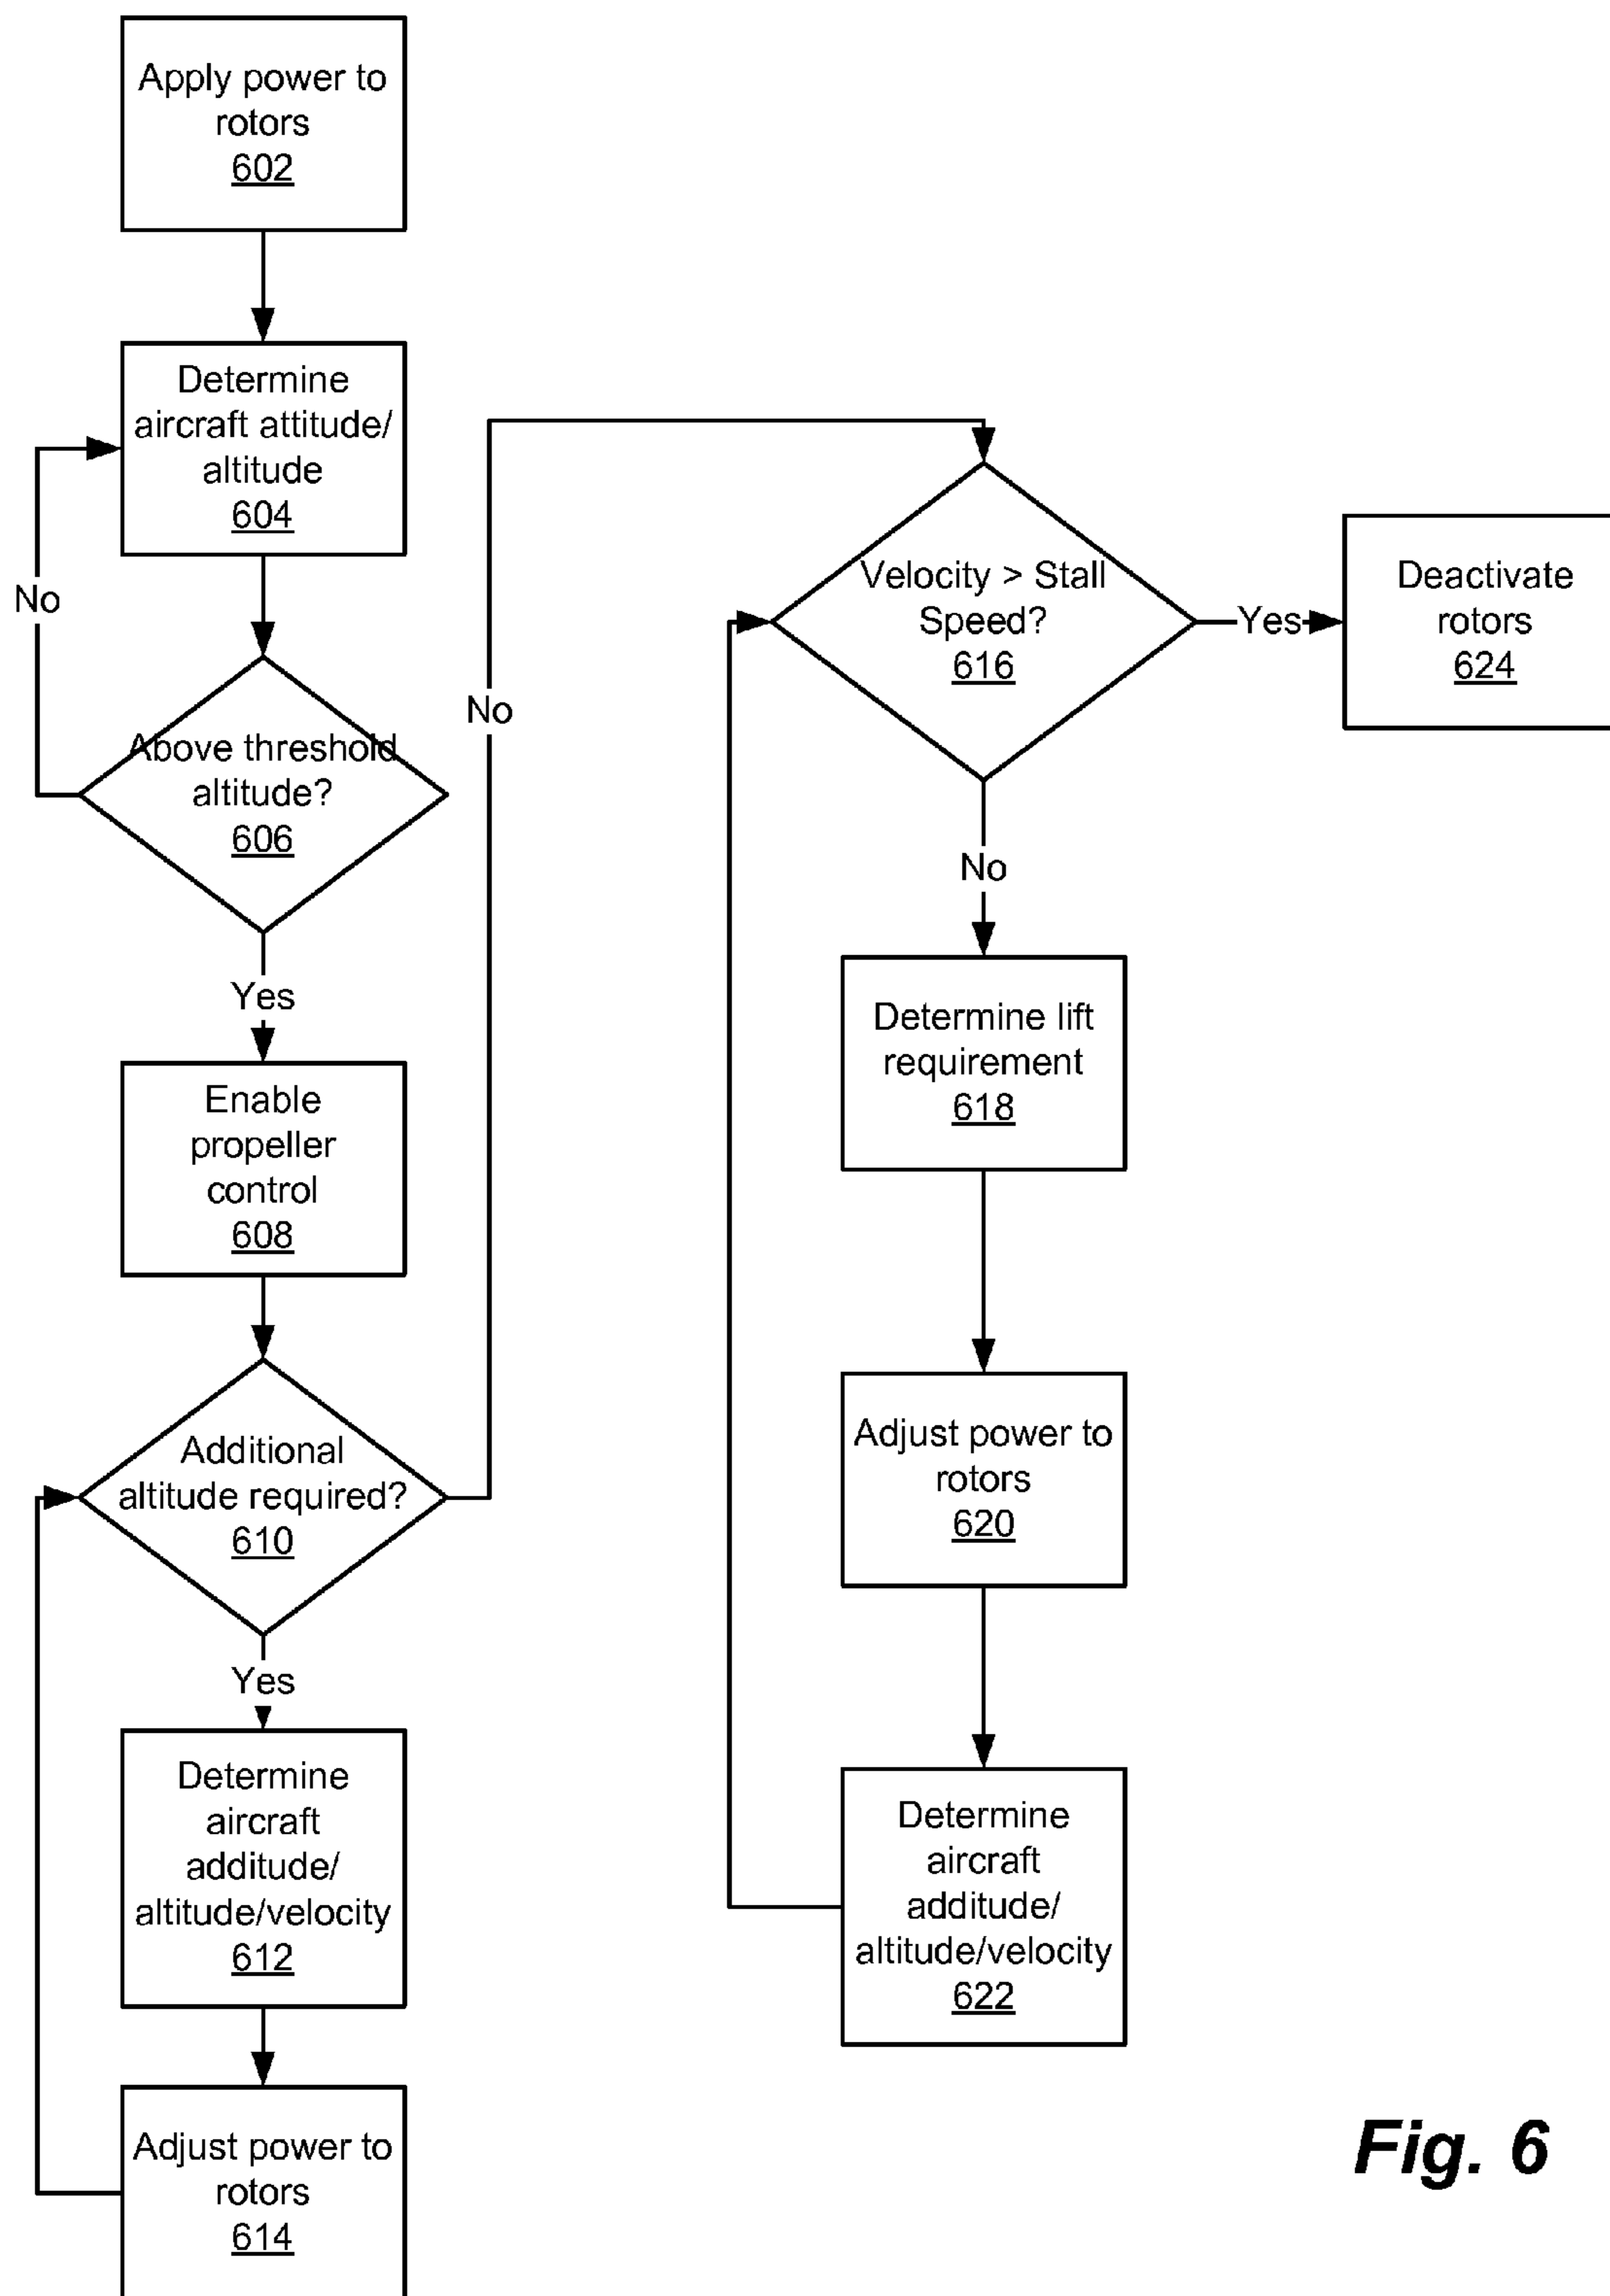 Apply power to
rotors
602
Determine
aircraft attitude/
altitude
604
No
Above threshold
altitude?
606
Yes
Enable
propeller
control
608
Additional
altitude required?
610
No
Yes
Determine
aircraft
additude/
altitude/velocity
612
Adjust power to
rotors
614
Velocity > Stall
Speed?
616
Yes
Deactivate
rotors
624
No
Determine lift
requirement
618
Adjust power to
rotors
620
Determine
aircraft
additude/
altitude/velocity
622
Fig. 6